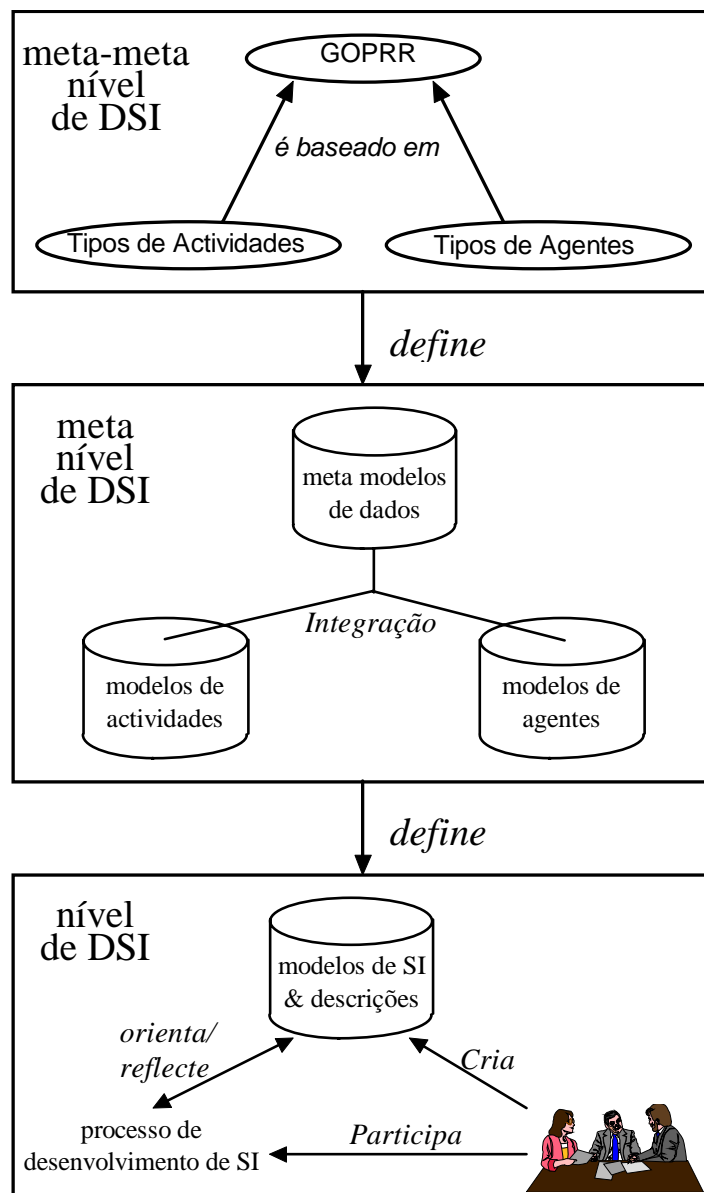 meta-meta
nível
de DSI
GOPRR
é baseado em
Tipos de Actividades
Tipos de Agentes
define
meta
nível
de DSI
meta modelos
de dados
Integração
modelos de
actividades
modelos de
agentes
define
nível
de DSI
modelos de SI
& descrições
orienta/
reflecte
Cria
processo de
desenvolvimento de SI
Participa